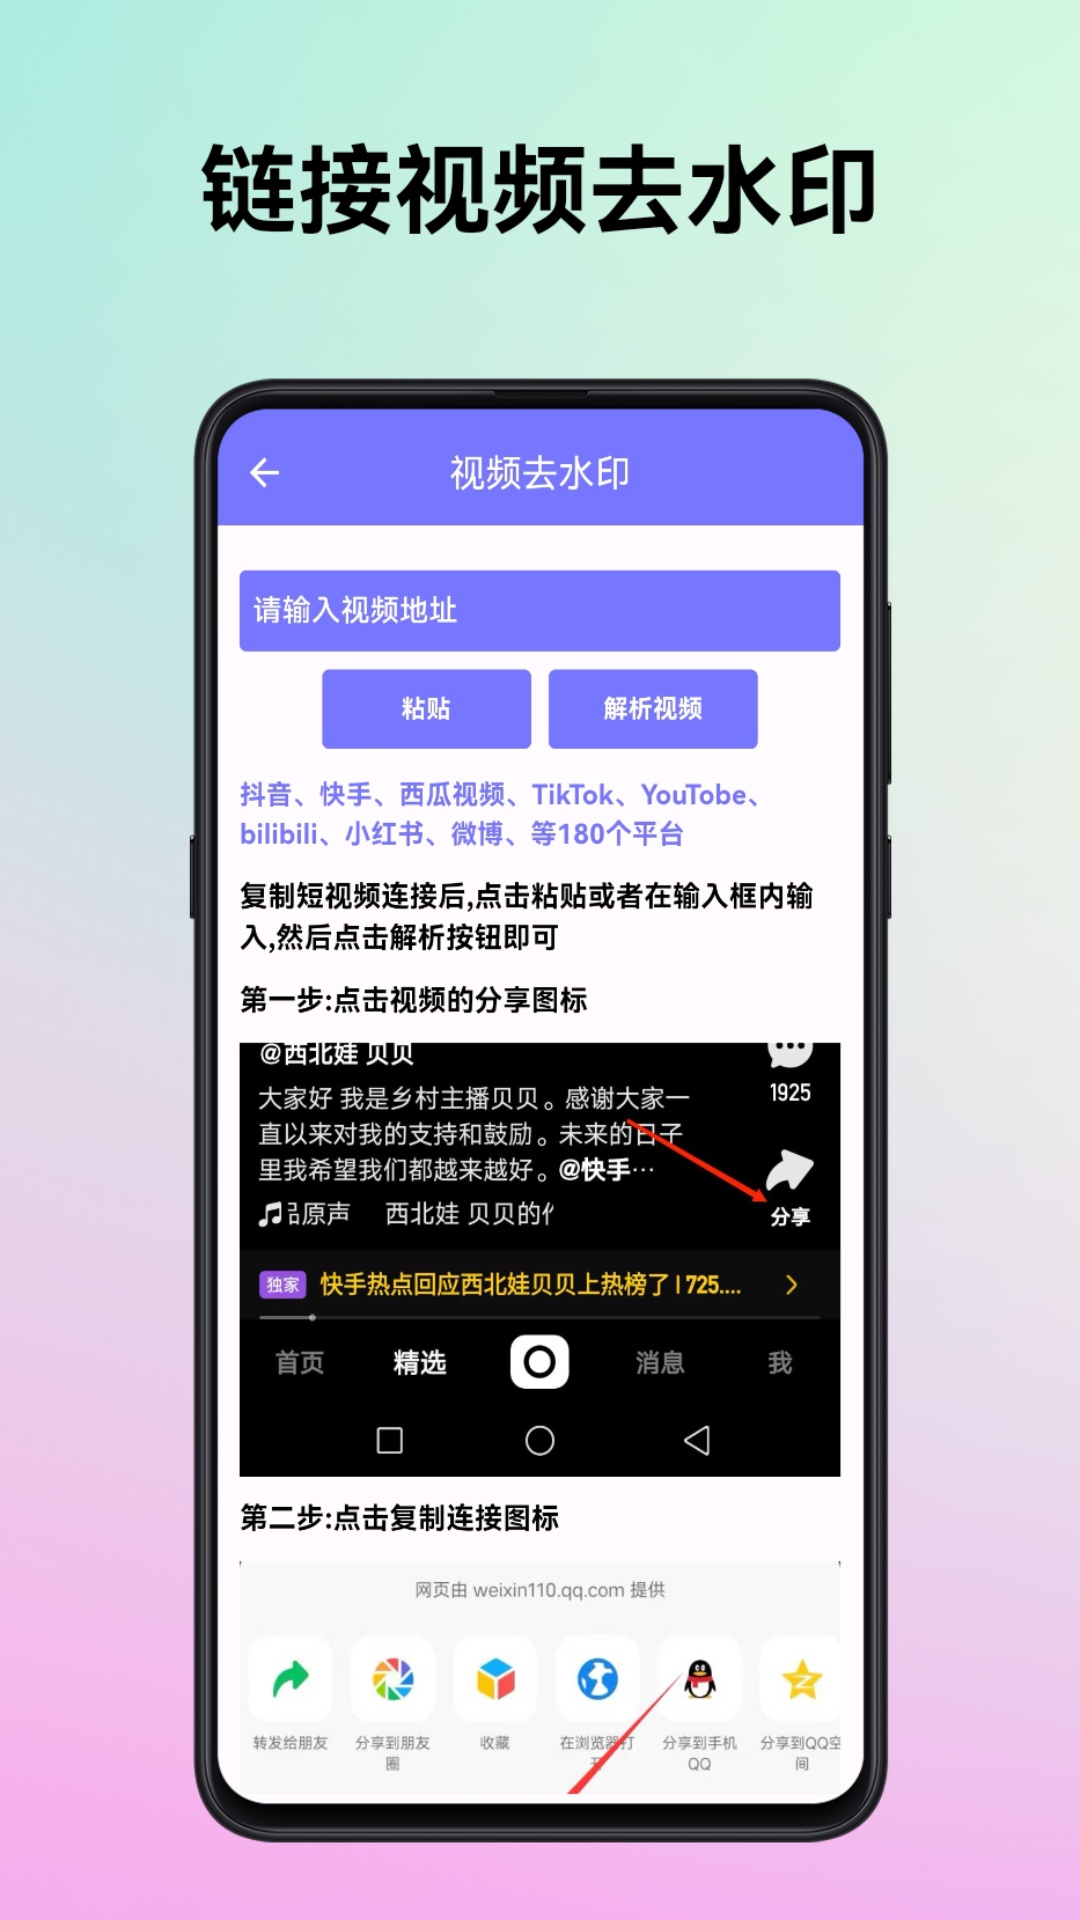 链接视频去水印
视频去水印
请输入视频地址
粘贴
解析视频
抖音、快手、西瓜视频、TikTok、YouTobe、
bilibili、小红书、微博、等180个平台
复制短视频连接后,点击粘贴或者在输入框内输
入,然后点击解析按钮即可
第一步:点击视频的分享图标
@西北娃 贝贝
1925
大家好 我是乡村主播贝贝。感谢大家一
直以来对我的支持和鼓励。未来的日子
里我希望我们都越来越好。@快手…
原声 西北娃 贝贝的
分享
独家 快手热点回应西北娃贝贝上热榜了 | 725....
首页 精选 消息 我
第二步:点击复制连接图标
网页由 weixin110.qq.com 提供
转发给朋友
分享到朋友
圈
收藏
在浏览器打
开
分享到手机
QQ
分享到QQ空
间